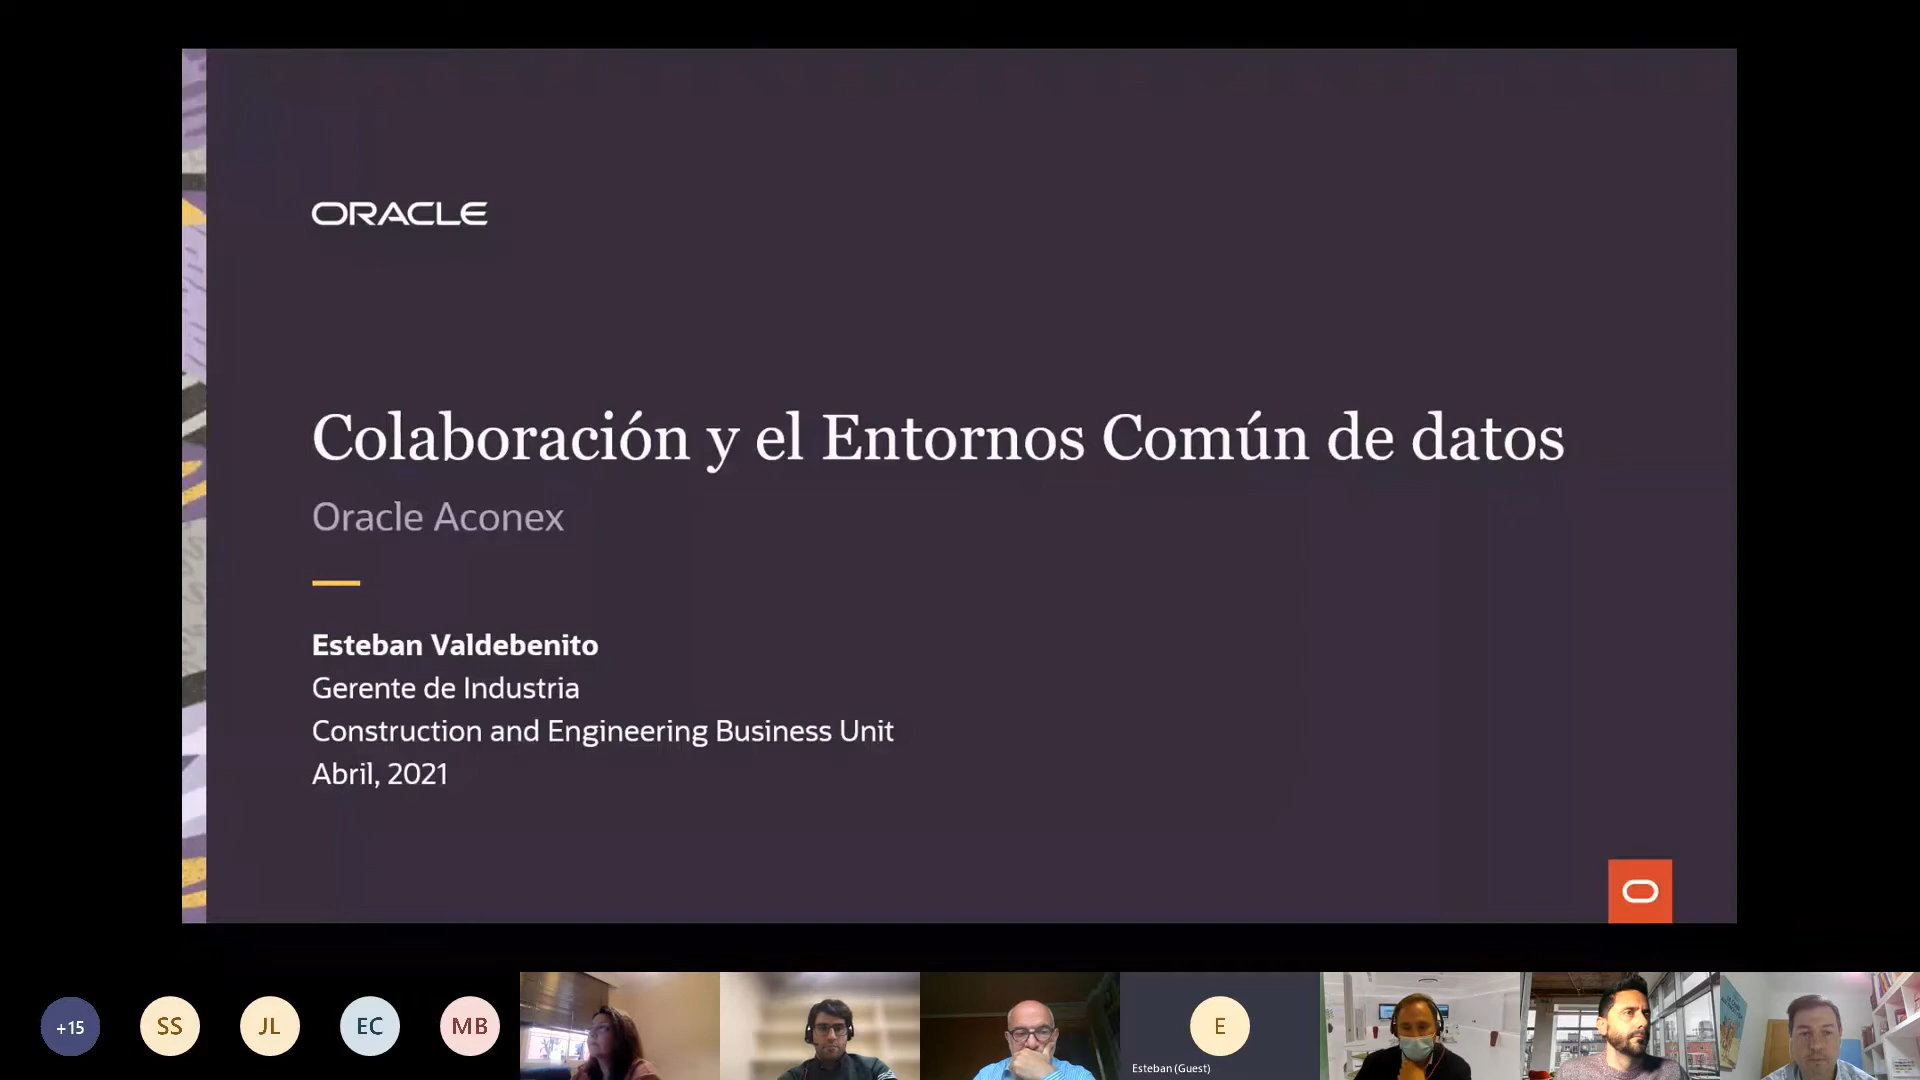 ORACLE
Colaboración y el Entornos Común de datos
Oracle Aconex
Esteban Valdebenito
Gerente de Industria
Construction and Engineering Business Unit
Abril, 2021
+15
SS
JL
EC
MB
E
Esteban (Guest)